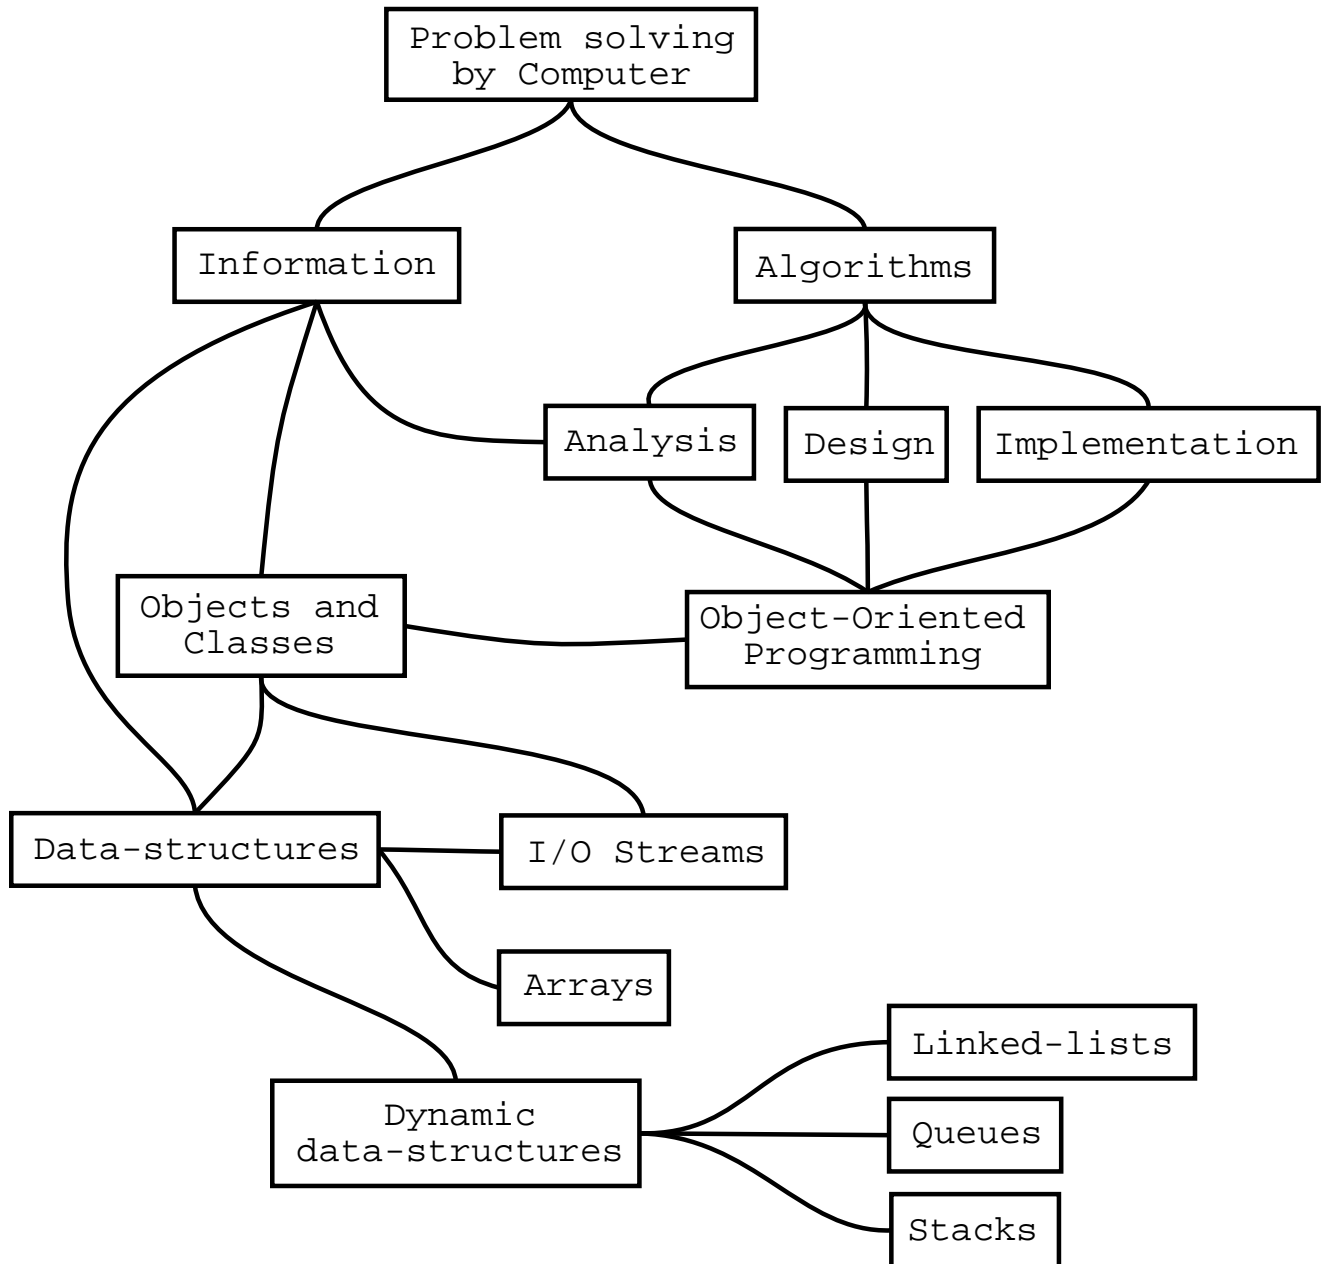 Problem solving
by Computer
Information
Algorithms
Analysis
Design
Implementation
Objects and
Classes
Object-Oriented
Programming
Data-structures
I/O Streams
Arrays
Linked-lists
Dynamic
data-structures
Queues
Stacks